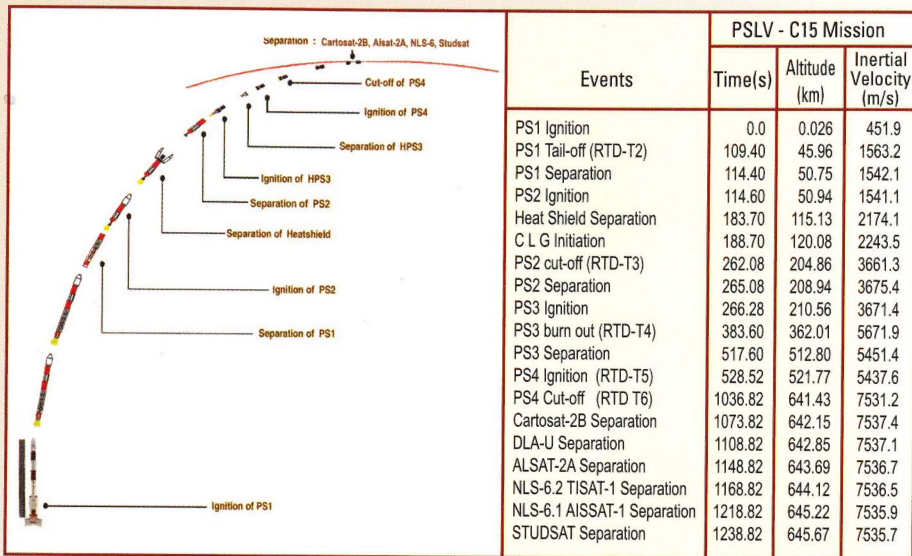 Separation : Cartosat-2B, Alsat-2A, NLS-6, Studsat
Cut-off of PS4
Ignition of PS4
Separation of HPS3
Ignition of HPS3
Separation of PS2
Separation of Heatshield
Ignition of PS2
Separation of PS1
Ignition of PS1
PSLV - C15 Mission
Events Time(s) Altitude (km) Inertial Velocity (m/s)
PS1 Ignition 0.0 0.026 451.9
PS1 Tail-off (RTD-T2) 109.40 45.96 1563.2
PS1 Separation 114.40 50.75 1542.1
PS2 Ignition 114.60 50.94 1541.1
Heat Shield Separation 183.70 115.13 2174.1
C L G Initiation 188.70 120.08 2243.5
PS2 cut-off (RTD-T3) 262.08 204.86 3661.3
PS2 Separation 265.08 208.94 3675.4
PS3 Ignition 266.28 210.56 3671.4
PS3 burn out (RTD-T4) 383.60 362.01 5671.9
PS3 Separation 517.60 512.80 5451.4
PS4 Ignition (RTD-T5) 528.52 521.77 5437.6
PS4 Cut-off (RTD T6) 1036.82 641.43 7531.2
Cartosat-2B Separation 1073.82 642.15 7537.4
DLA-U Separation 1108.82 642.85 7537.1
ALSAT-2A Separation 1148.82 643.69 7536.7
NLS-6.2 TISAT-1 Separation 1168.82 644.12 7536.5
NLS-6.1 AISSAT-1 Separation 1218.82 645.22 7535.9
STUDSAT Separation 1238.82 645.67 7535.7